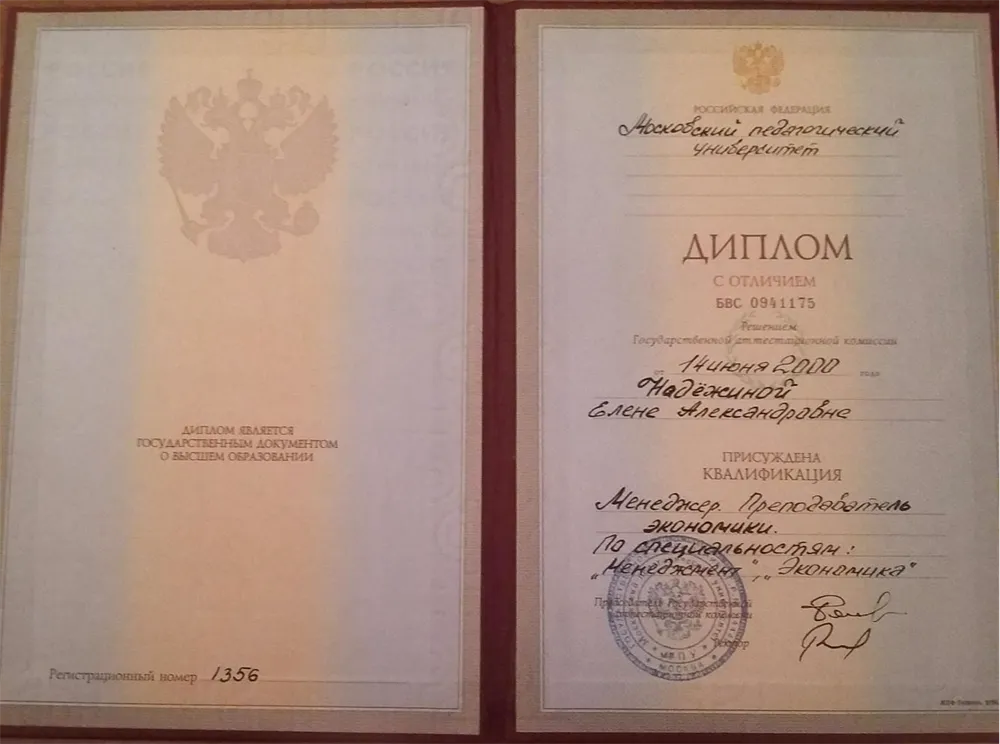 ДИПЛОМ ЯВЛЯЕТСЯ
ГОСУДАРСТВЕННЫМ ДОКУМЕНТОМ
О ВЫСШЕМ ОБРАЗОВАНИИ
Регистрационный номер 1356
РОССИЙСКАЯ ФЕДЕРАЦИЯ
Московский педагогический
университет
ДИПЛОМ
С ОТЛИЧИЕМ
БВС 0941175
Решением
Государственной аттестационной комиссии
от 14 июня 2000 года
Надёжиной
Елене Александровне
ПРИСУЖДЕНА
КВАЛИФИКАЦИЯ
Менеджер. Преподаватель
экономики.
По специальностям:
„Менеджмент", „Экономика"
Председатель Государственной
аттестационной комиссии
Ректор
МОСКВА